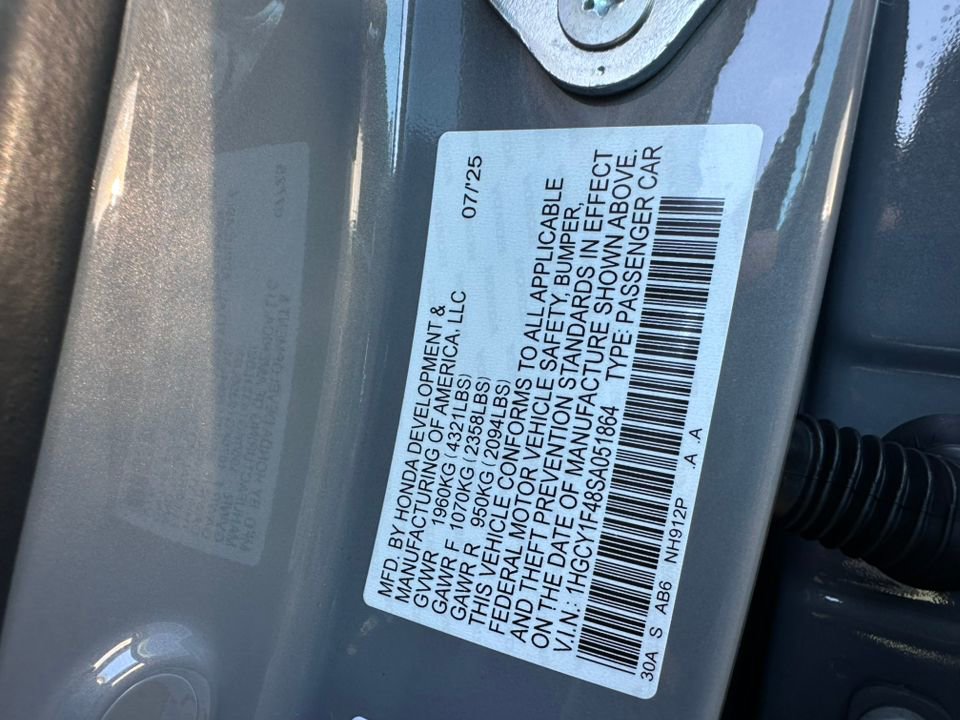 MFD. BY HONDA DEVELOPMENT &
MANUFACTURING OF AMERICA, LLC 07/'25
GVWR 1960KG (4321LBS)
GAWR F 1070KG (2358LBS)
GAWR R 950KG (2094LBS)
THIS VEHICLE CONFORMS TO ALL APPLICABLE
FEDERAL MOTOR VEHICLE SAFETY, BUMPER,
AND THEFT PREVENTION STANDARDS IN EFFECT
ON THE DATE OF MANUFACTURE SHOWN ABOVE.
V.I.N.: 1HGCY1F48SA051864 TYPE: PASSENGER CAR
30A S AB6 NH912P .A .A